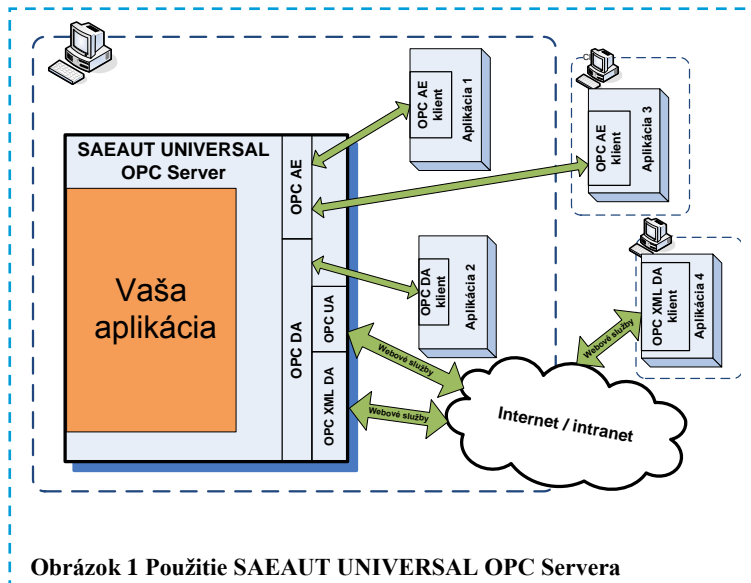 SAEAUT UNIVERSAL
OPC Server
Vaša
aplikácia
OPC AE
OPC DA
OPC UA
OPC XML DA
OPC AE
klient
Aplikácia 1
OPC AE
klient
Aplikácia 3
OPC DA
klient
Aplikácia 2
OPC XML DA
klient
Aplikácia 4
Webové služby
Webové služby
Webové služby
Internet / intranet
Obrázok 1 Použitie SAEAUT UNIVERSAL OPC Servera